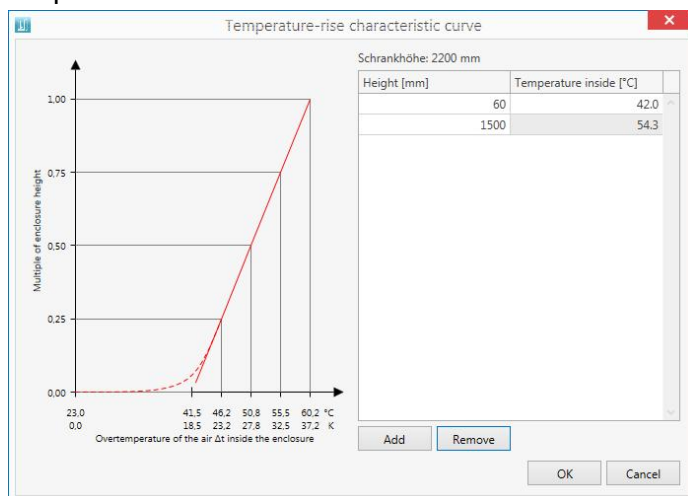 Temperature-rise characteristic curve
Schrankhöhe: 2200 mm
Height [mm] Temperature inside [°C]
60 42.0
1500 54.3
Multiple of enclosure height
1,00
0,75
0,50
0,25
0,00
23,0 41,5 46,2 50,8 55,5 60,2 °C
0,0 18,5 23,2 27,8 32,5 37,2 K
Overtemperature of the air Δt inside the enclosure
Add Remove
OK Cancel